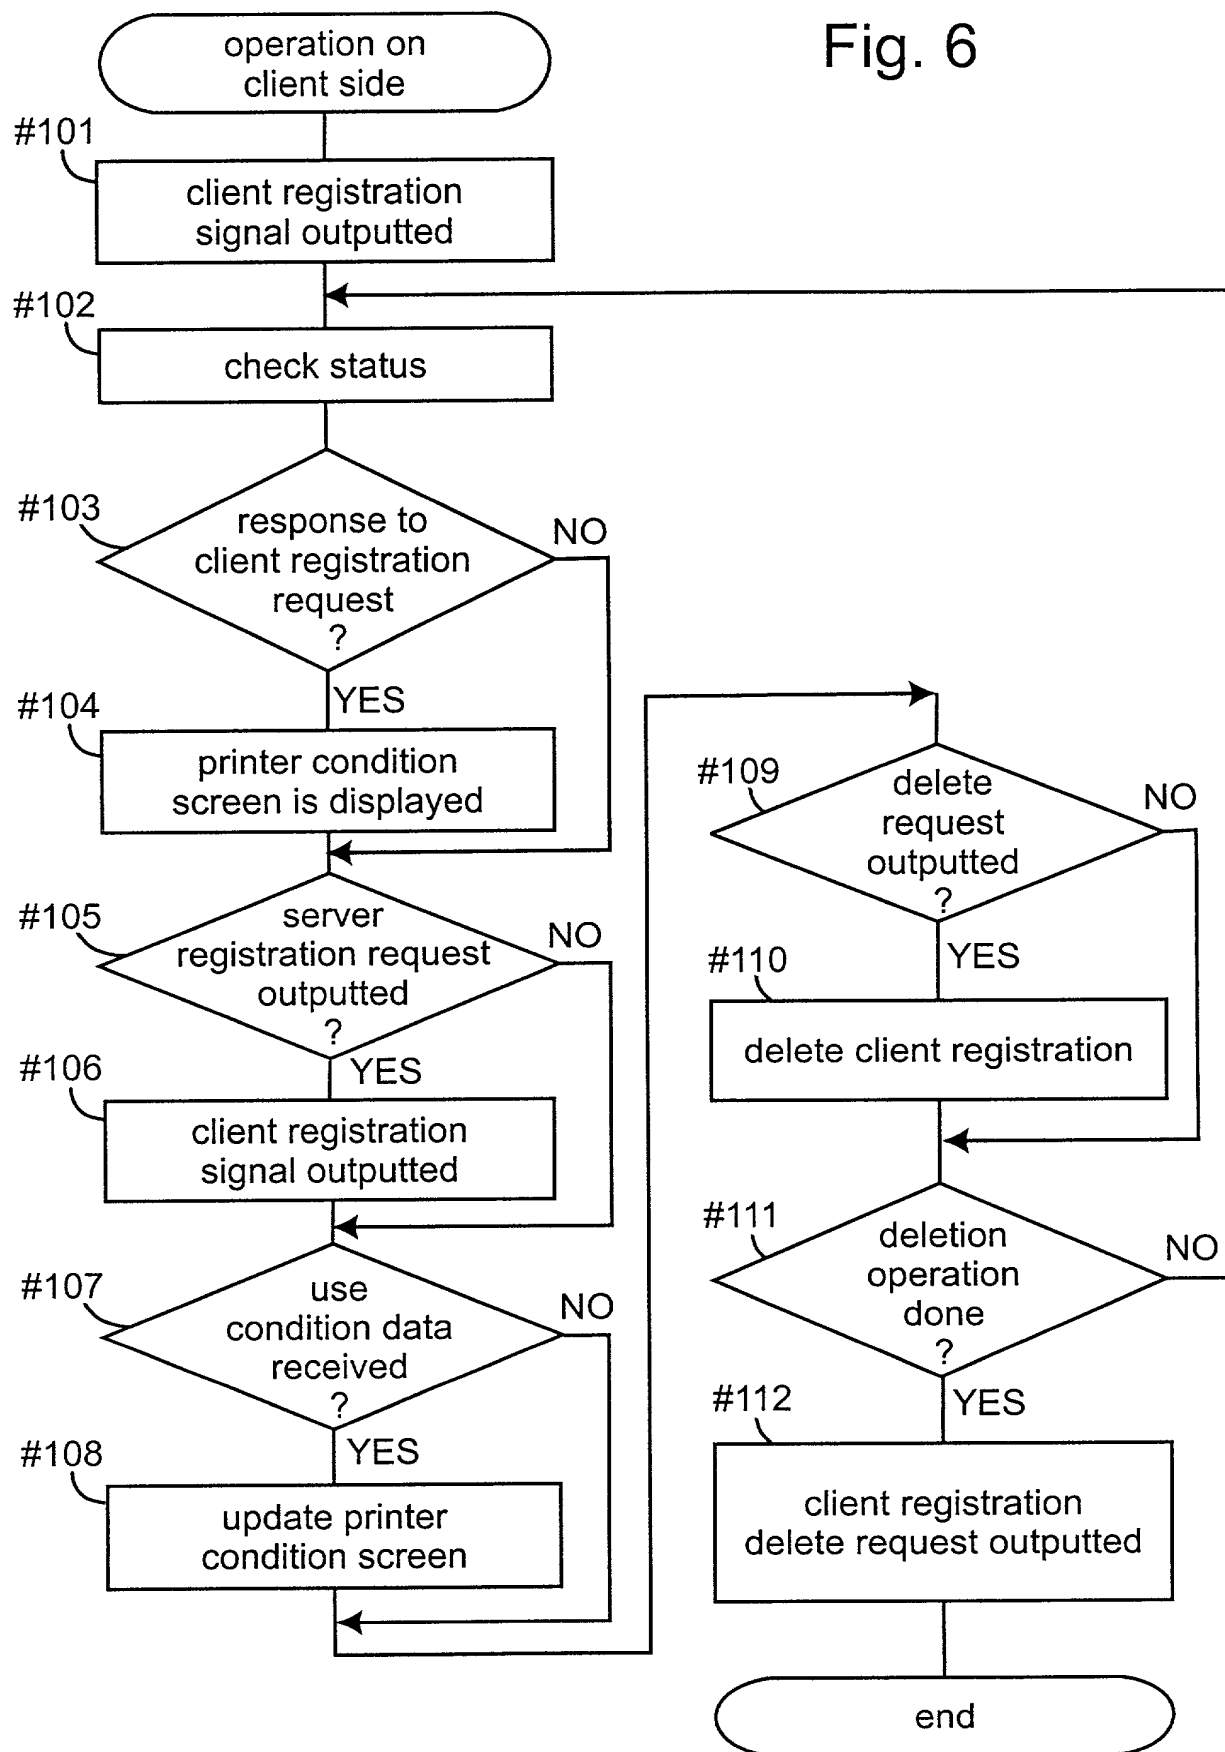 Fig. 6
operation on
client side
#101
client registration
signal outputted
#102
check status
#103
response to
client registration
request
?
NO
YES
#104
printer condition
screen is displayed
#105
server
registration request
outputted
?
NO
YES
#106
client registration
signal outputted
#107
use
condition data
received
?
NO
YES
#108
update printer
condition screen
#109
delete
request
outputted
?
NO
YES
#110
delete client registration
#111
deletion
operation
done
?
NO
YES
#112
client registration
delete request outputted
end